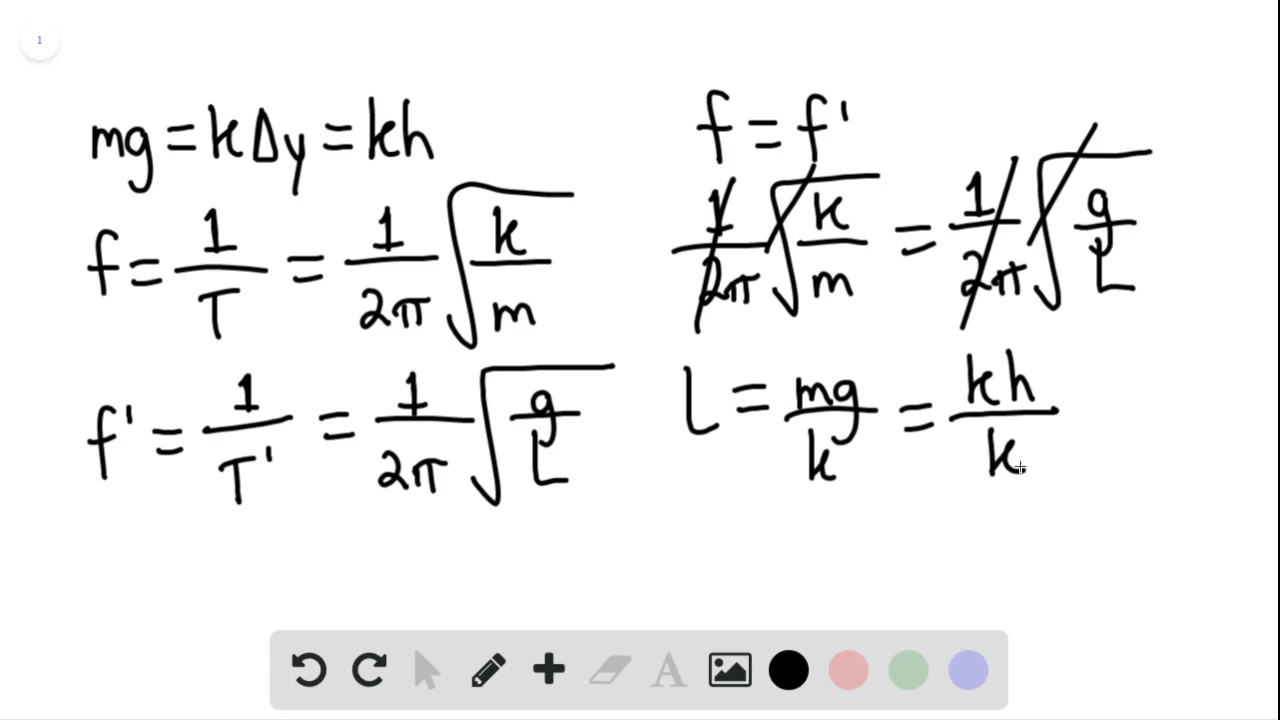 1
mg = kΔy = kh
f = 1/T = 1/2π √(k/m)
f' = 1/T' = 1/2π √(g/L)
f = f'
1/2π √(k/m) = 1/2π √(g/L)
L = mg/k = kh/k
A